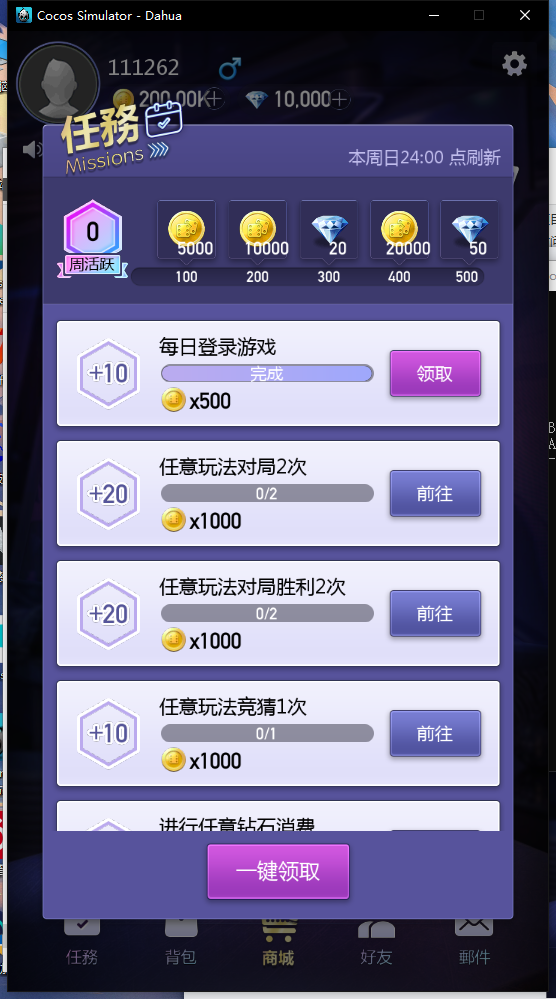 Cocos Simulator - Dahua
111262
200.00K
10,000
任務
Missions
本周日24:00 点刷新
0
周活跃
5000
10000
20
20000
50
100
200
300
400
500
+10
每日登录游戏
完成
x500
领取
+20
任意玩法对局2次
0/2
x1000
前往
+20
任意玩法对局胜利2次
0/2
x1000
前往
+10
任意玩法竞猜1次
0/1
x1000
前往
进行任意钻石消费
一键领取
任務
背包
商城
好友
郵件